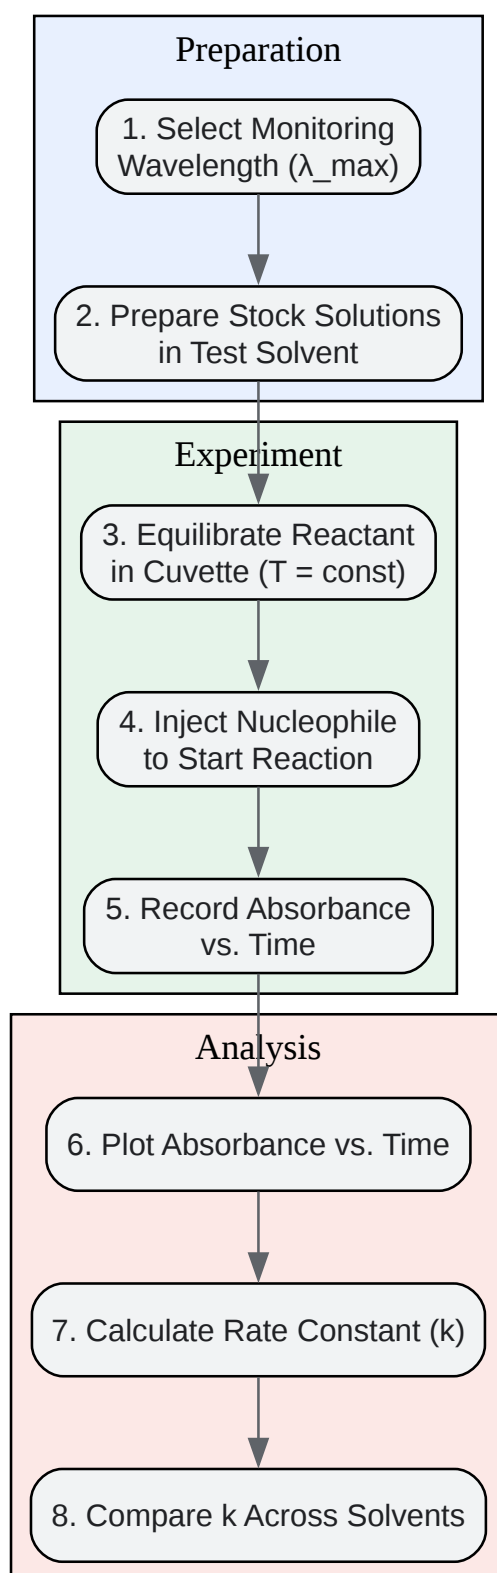 Preparation
1. Select Monitoring
Wavelength (λ_max)
2. Prepare Stock Solutions
in Test Solvent
Experiment
3. Equilibrate Reactant
in Cuvette (T = const)
4. Inject Nucleophile
to Start Reaction
5. Record Absorbance
vs. Time
Analysis
6. Plot Absorbance vs. Time
7. Calculate Rate Constant (k)
8. Compare k Across Solvents